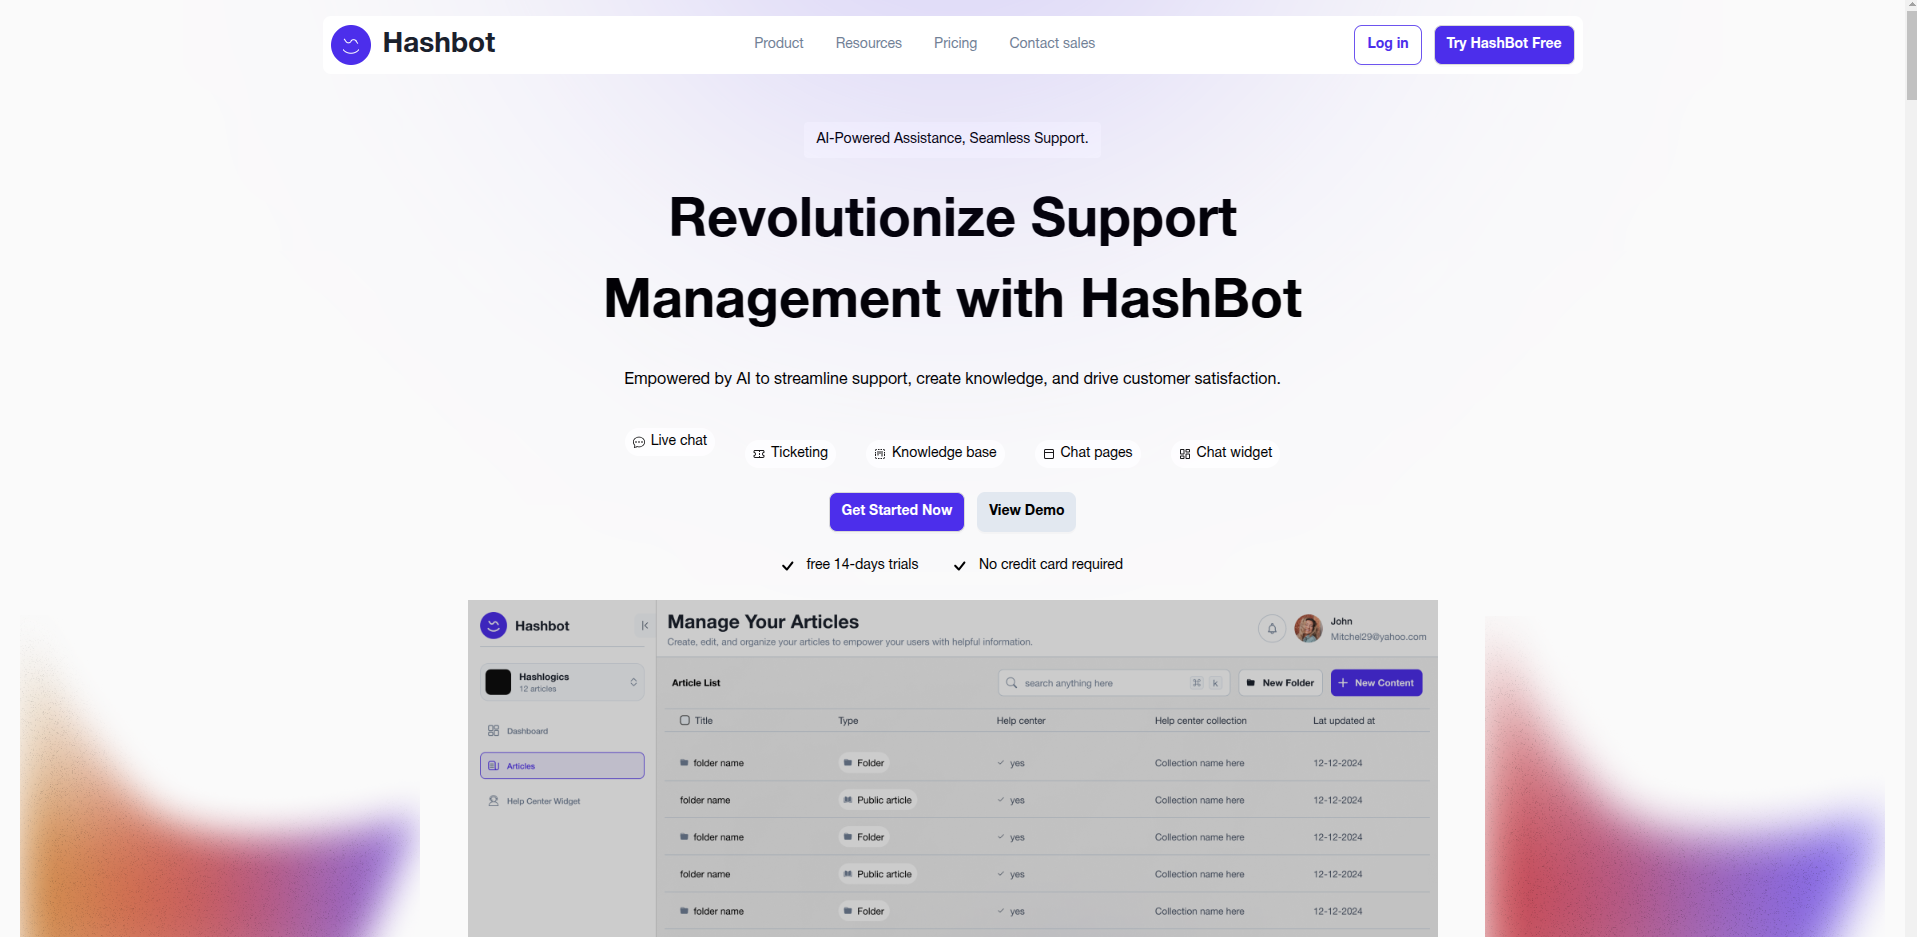 Hashbot
Product Resources Pricing Contact sales
Log in
Try HashBot Free
AI-Powered Assistance, Seamless Support.
Revolutionize Support
Management with HashBot
Empowered by AI to streamline support, create knowledge, and drive customer satisfaction.
Live chat Ticketing Knowledge base Chat pages Chat widget
Get Started Now View Demo
free 14-days trials No credit card required
Hashbot
Hashlogics
12 articles
Dashboard
Articles
Help Center Widget
Manage Your Articles
Create, edit, and organize your articles to empower your users with helpful information.
John
Mitchel29@yahoo.com
Article List
search anything here ⌘ k
New Folder
New Content
Title Type Help center Help center collection Lat updated at
folder name Folder yes Collection name here 12-12-2024
folder name Public article yes Collection name here 12-12-2024
folder name Folder yes Collection name here 12-12-2024
folder name Public article yes Collection name here 12-12-2024
folder name Folder yes Collection name here 12-12-2024